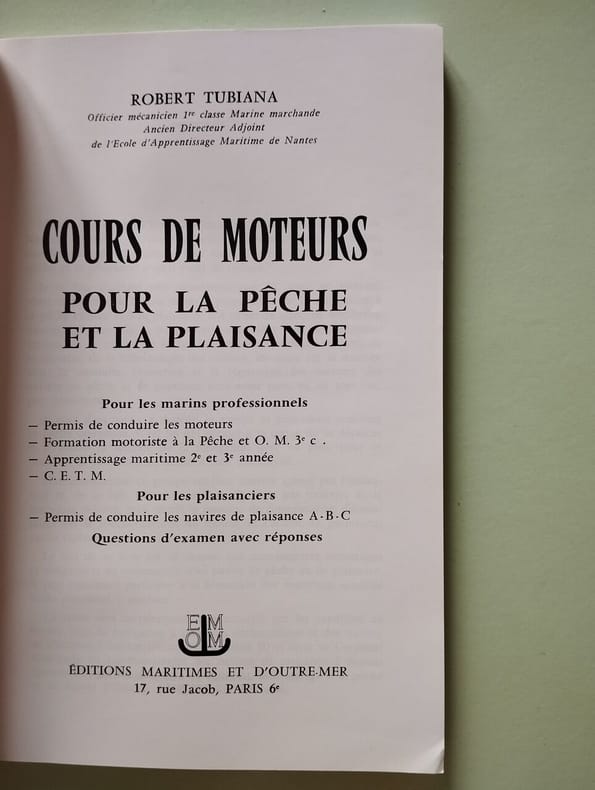 ROBERT TUBIANA
Officier mécanicien 1re classe Marine marchande
Ancien Directeur Adjoint
de l'Ecole d'Apprentissage Maritime de Nantes
COURS DE MOTEURS
POUR LA PÊCHE
ET LA PLAISANCE
Pour les marins professionnels
— Permis de conduire les moteurs
— Formation motoriste à la Pêche et O. M. 3e c .
— Apprentissage maritime 2e et 3e année
— C. E. T. M.
Pour les plaisanciers
— Permis de conduire les navires de plaisance A-B-C
Questions d'examen avec réponses
EM
OM
ÉDITIONS MARITIMES ET D'OUTRE-MER
17, rue Jacob, PARIS 6e